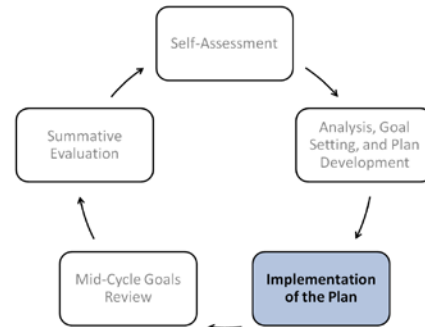 Self-Assessment
Analysis, Goal
Setting, and Plan
Development
Implementation
of the Plan
Mid-Cycle Goals
Review
Summative
Evaluation